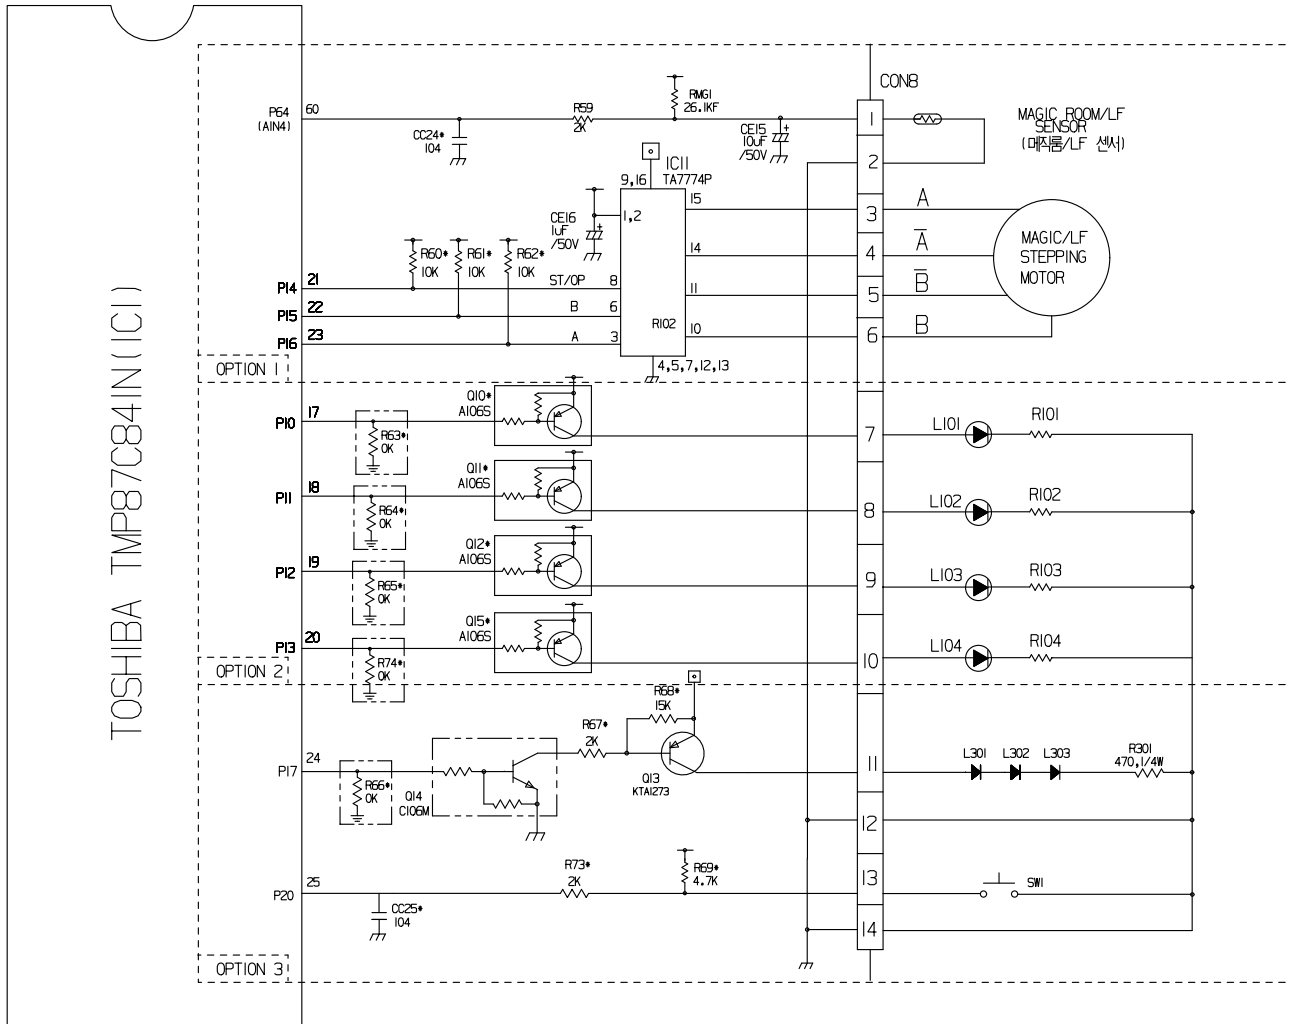 TOSHIBA TMP87C841N(IC1)
CON8
P64
(AIN4)
60
CC24*
104
R59
2K
RMG1
26.1KF
CE15
10uF
/50V
1
2
MAGIC ROOM/LF
SENSOR
(매직룸/LF 센서)
IC11
TA7774P
9,16
1,2
CE16
1uF
/50V
15
14
11
10
8
6
3
R102
4,5,7,12,13
R60*
10K
R61*
10K
R62*
10K
ST/OP
B
A
P14
21
P15
22
P16
23
3
4
5
6
A
A̅
B̅
B
MAGIC/LF
STEPPING
MOTOR
OPTION 1
P10
17
R63*
0K
Q10*
A106S
7
L101
R101
P11
18
R64*
0K
Q11*
A106S
8
L102
R102
P12
19
R65*
0K
Q12*
A106S
9
L103
R103
P13
20
R74*
0K
Q15*
A106S
10
L104
R104
OPTION 2
P17
24
R66*
0K
Q14
C106M
R67*
2K
R68*
15K
Q13
KTA1273
11
L301
L302
L303
R301
470,1/4W
12
P20
25
CC25*
104
R73*
2K
R69*
4.7K
13
SW1
14
OPTION 3